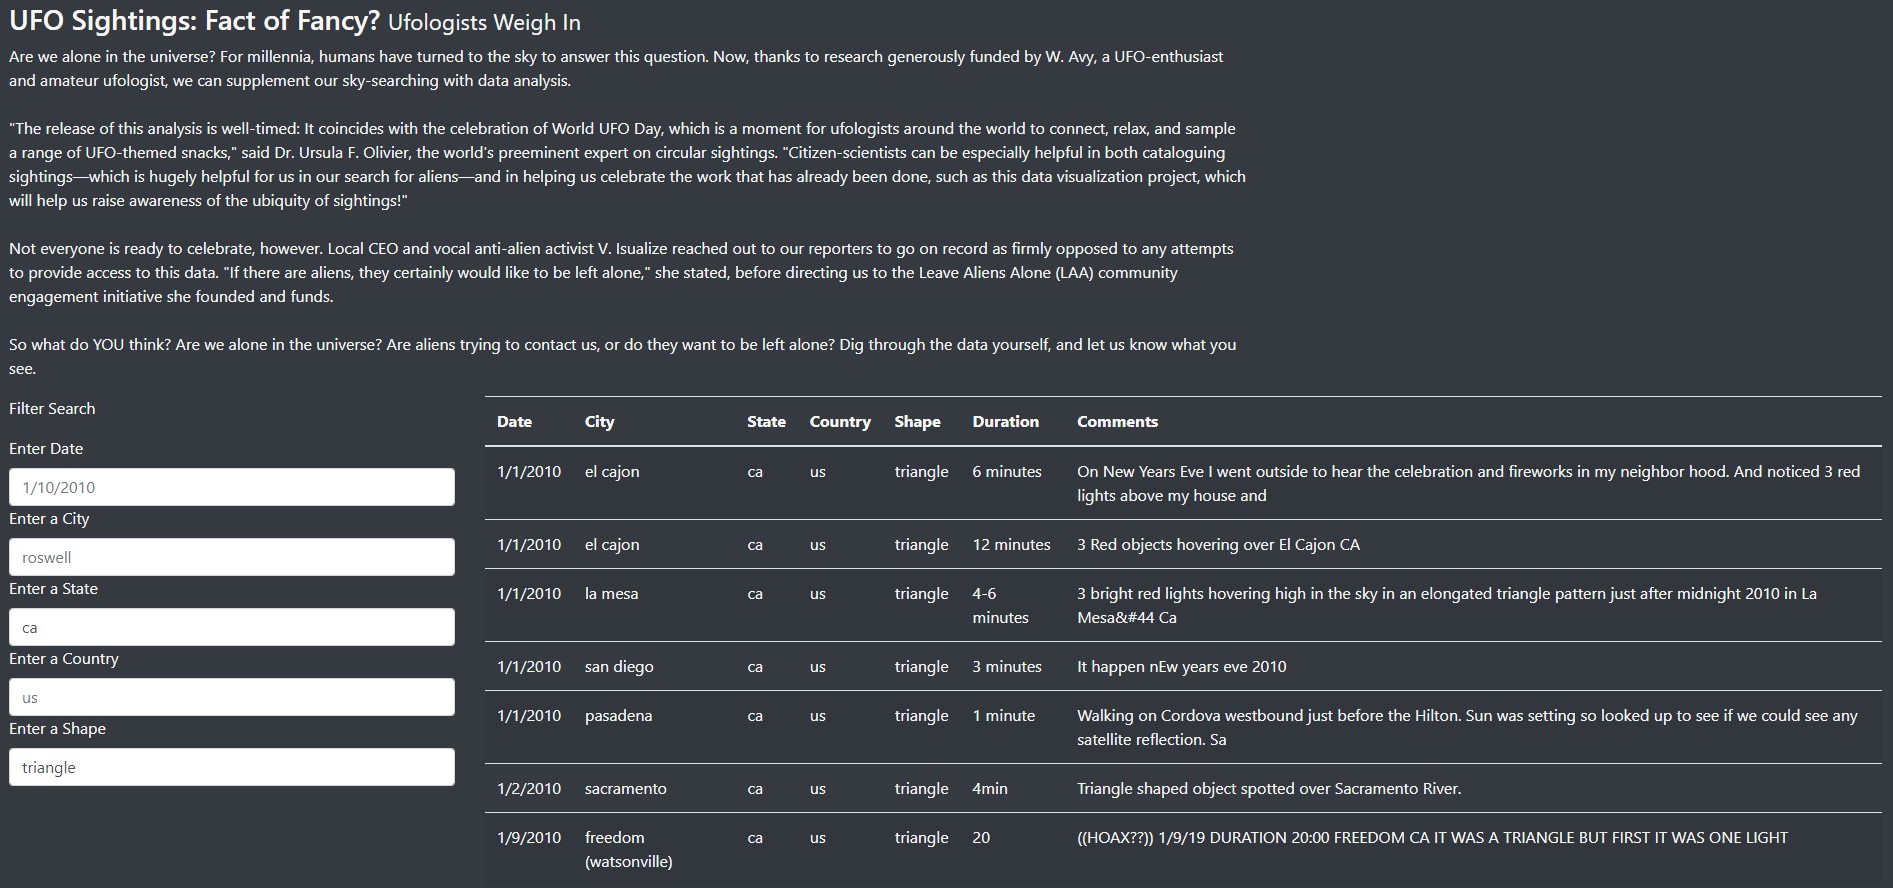 UFO Sightings: Fact of Fancy? Ufologists Weigh In
Are we alone in the universe? For millennia, humans have turned to the sky to answer this question. Now, thanks to research generously funded by W. Avy, a UFO-enthusiast
and amateur ufologist, we can supplement our sky-searching with data analysis.
"The release of this analysis is well-timed: It coincides with the celebration of World UFO Day, which is a moment for ufologists around the world to connect, relax, and sample
a range of UFO-themed snacks," said Dr. Ursula F. Olivier, the world's preeminent expert on circular sightings. "Citizen-scientists can be especially helpful in both cataloguing
sightings—which is hugely helpful for us in our search for aliens—and in helping us celebrate the work that has already been done, such as this data visualization project, which
will help us raise awareness of the ubiquity of sightings!"
Not everyone is ready to celebrate, however. Local CEO and vocal anti-alien activist V. Isualize reached out to our reporters to go on record as firmly opposed to any attempts
to provide access to this data. "If there are aliens, they certainly would like to be left alone," she stated, before directing us to the Leave Aliens Alone (LAA) community
engagement initiative she founded and funds.
So what do YOU think? Are we alone in the universe? Are aliens trying to contact us, or do they want to be left alone? Dig through the data yourself, and let us know what you
see.
Filter Search
Enter Date
1/10/2010
Enter a City
roswell
Enter a State
ca
Enter a Country
us
Enter a Shape
triangle
Date City State Country Shape Duration Comments
1/1/2010 el cajon ca us triangle 6 minutes On New Years Eve I went outside to hear the celebration and fireworks in my neighbor hood. And noticed 3 red
lights above my house and
1/1/2010 el cajon ca us triangle 12 minutes 3 Red objects hovering over El Cajon CA
1/1/2010 la mesa ca us triangle 4-6 3 bright red lights hovering high in the sky in an elongated triangle pattern just after midnight 2010 in La
minutes Mesa&#44 Ca
1/1/2010 san diego ca us triangle 3 minutes It happen nEw years eve 2010
1/1/2010 pasadena ca us triangle 1 minute Walking on Cordova westbound just before the Hilton. Sun was setting so looked up to see if we could see any
satellite reflection. Sa
1/2/2010 sacramento ca us triangle 4min Triangle shaped object spotted over Sacramento River.
1/9/2010 freedom ca us triangle 20 ((HOAX??)) 1/9/19 DURATION 20:00 FREEDOM CA IT WAS A TRIANGLE BUT FIRST IT WAS ONE LIGHT
(watsonville)